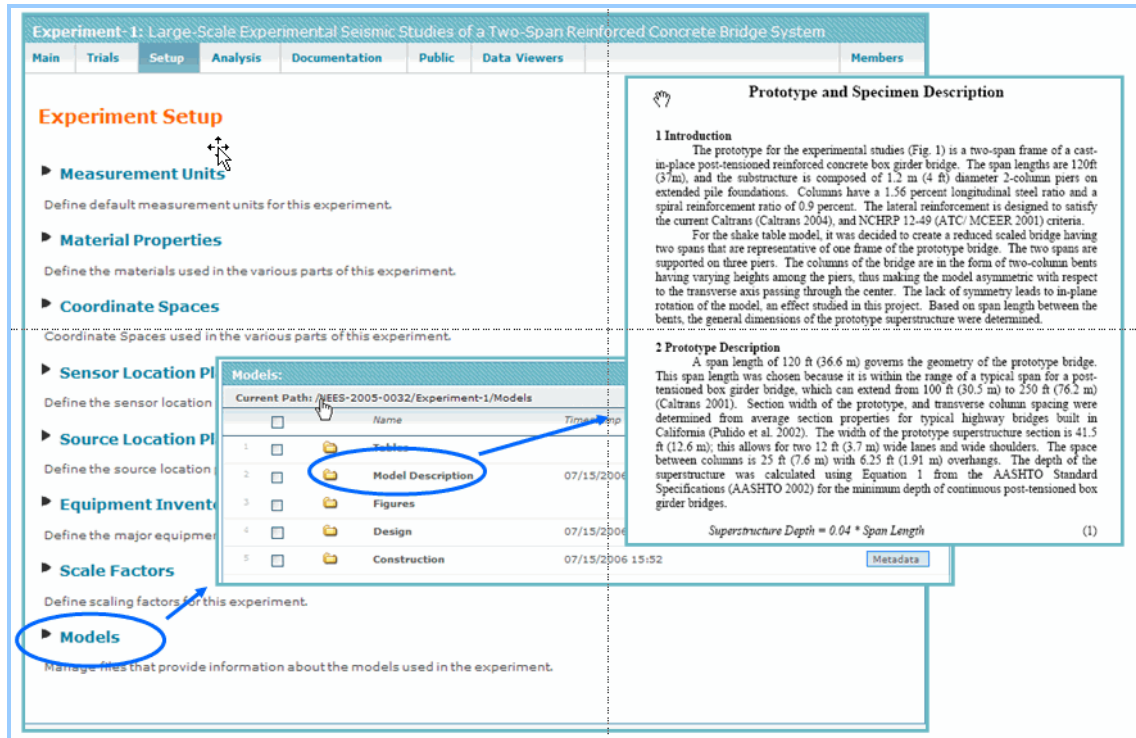 Experiment-1: Large-Scale Experimental Seismic Studies of a Two-Span Reinforced Concrete Bridge System
Main Trials Setup Analysis Documentation Public Data Viewers Members
Experiment Setup
Measurement Units
Define default measurement units for this experiment.
Material Properties
Define the materials used in the various parts of this experiment.
Coordinate Spaces
Coordinate Spaces used in the various parts of this experiment.
Sensor Location Pl
Define the sensor location
Source Location Pl
Define the source location
Equipment Invent
Define the major equipme
Scale Factors
Define scaling factors for this experiment.
Models
Manage files that provide information about the models used in the experiment.
Models:
Current Path: /NEES-2005-0032/Experiment-1/Models
Name Timestamp
1 Tables
2 Model Description 07/15/2006
3 Figures
4 Design 07/15/2006
5 Construction 07/15/2006 15:52 Metadata
Prototype and Specimen Description
1 Introduction
The prototype for the experimental studies (Fig. 1) is a two-span frame of a cast-
in-place post-tensioned reinforced concrete box girder bridge. The span lengths are 120ft
(37m), and the substructure is composed of 1.2 m (4 ft) diameter 2-column piers on
extended pile foundations. Columns have a 1.56 percent longitudinal steel ratio and a
spiral reinforcement ratio of 0.9 percent. The lateral reinforcement is designed to satisfy
the current Caltrans (Caltrans 2004), and NCHRP 12-49 (ATC/ MCEER 2001) criteria.
For the shake table model, it was decided to create a reduced scaled bridge having
two spans that are representative of one frame of the prototype bridge. The two spans are
supported on three piers. The columns of the bridge are in the form of two-column bents
having varying heights among the piers, thus making the model asymmetric with respect
to the transverse axis passing through the center. The lack of symmetry leads to in-plane
rotation of the model, an effect studied in this project. Based on span length between the
bents, the general dimensions of the prototype superstructure were determined.
2 Prototype Description
A span length of 120 ft (36.6 m) governs the geometry of the prototype bridge.
This span length was chosen because it is within the range of a typical span for a post-
tensioned box girder bridge, which can extend from 100 ft (30.5 m) to 250 ft (76.2 m)
(Caltrans 2001). Section width of the prototype, and transverse column spacing were
determined from average section properties for typical highway bridges built in
California (Pulido et al. 2002). The width of the prototype superstructure section is 41.5
ft (12.6 m); this allows for two 12 ft (3.7 m) wide lanes and wide shoulders. The space
between columns is 25 ft (7.6 m) with 6.25 ft (1.91 m) overhangs. The depth of the
superstructure was calculated using Equation 1 from the AASHTO Standard
Specifications (AASHTO 2002) for the minimum depth of continuous post-tensioned box
girder bridges.
Superstructure Depth = 0.04 * Span Length (1)